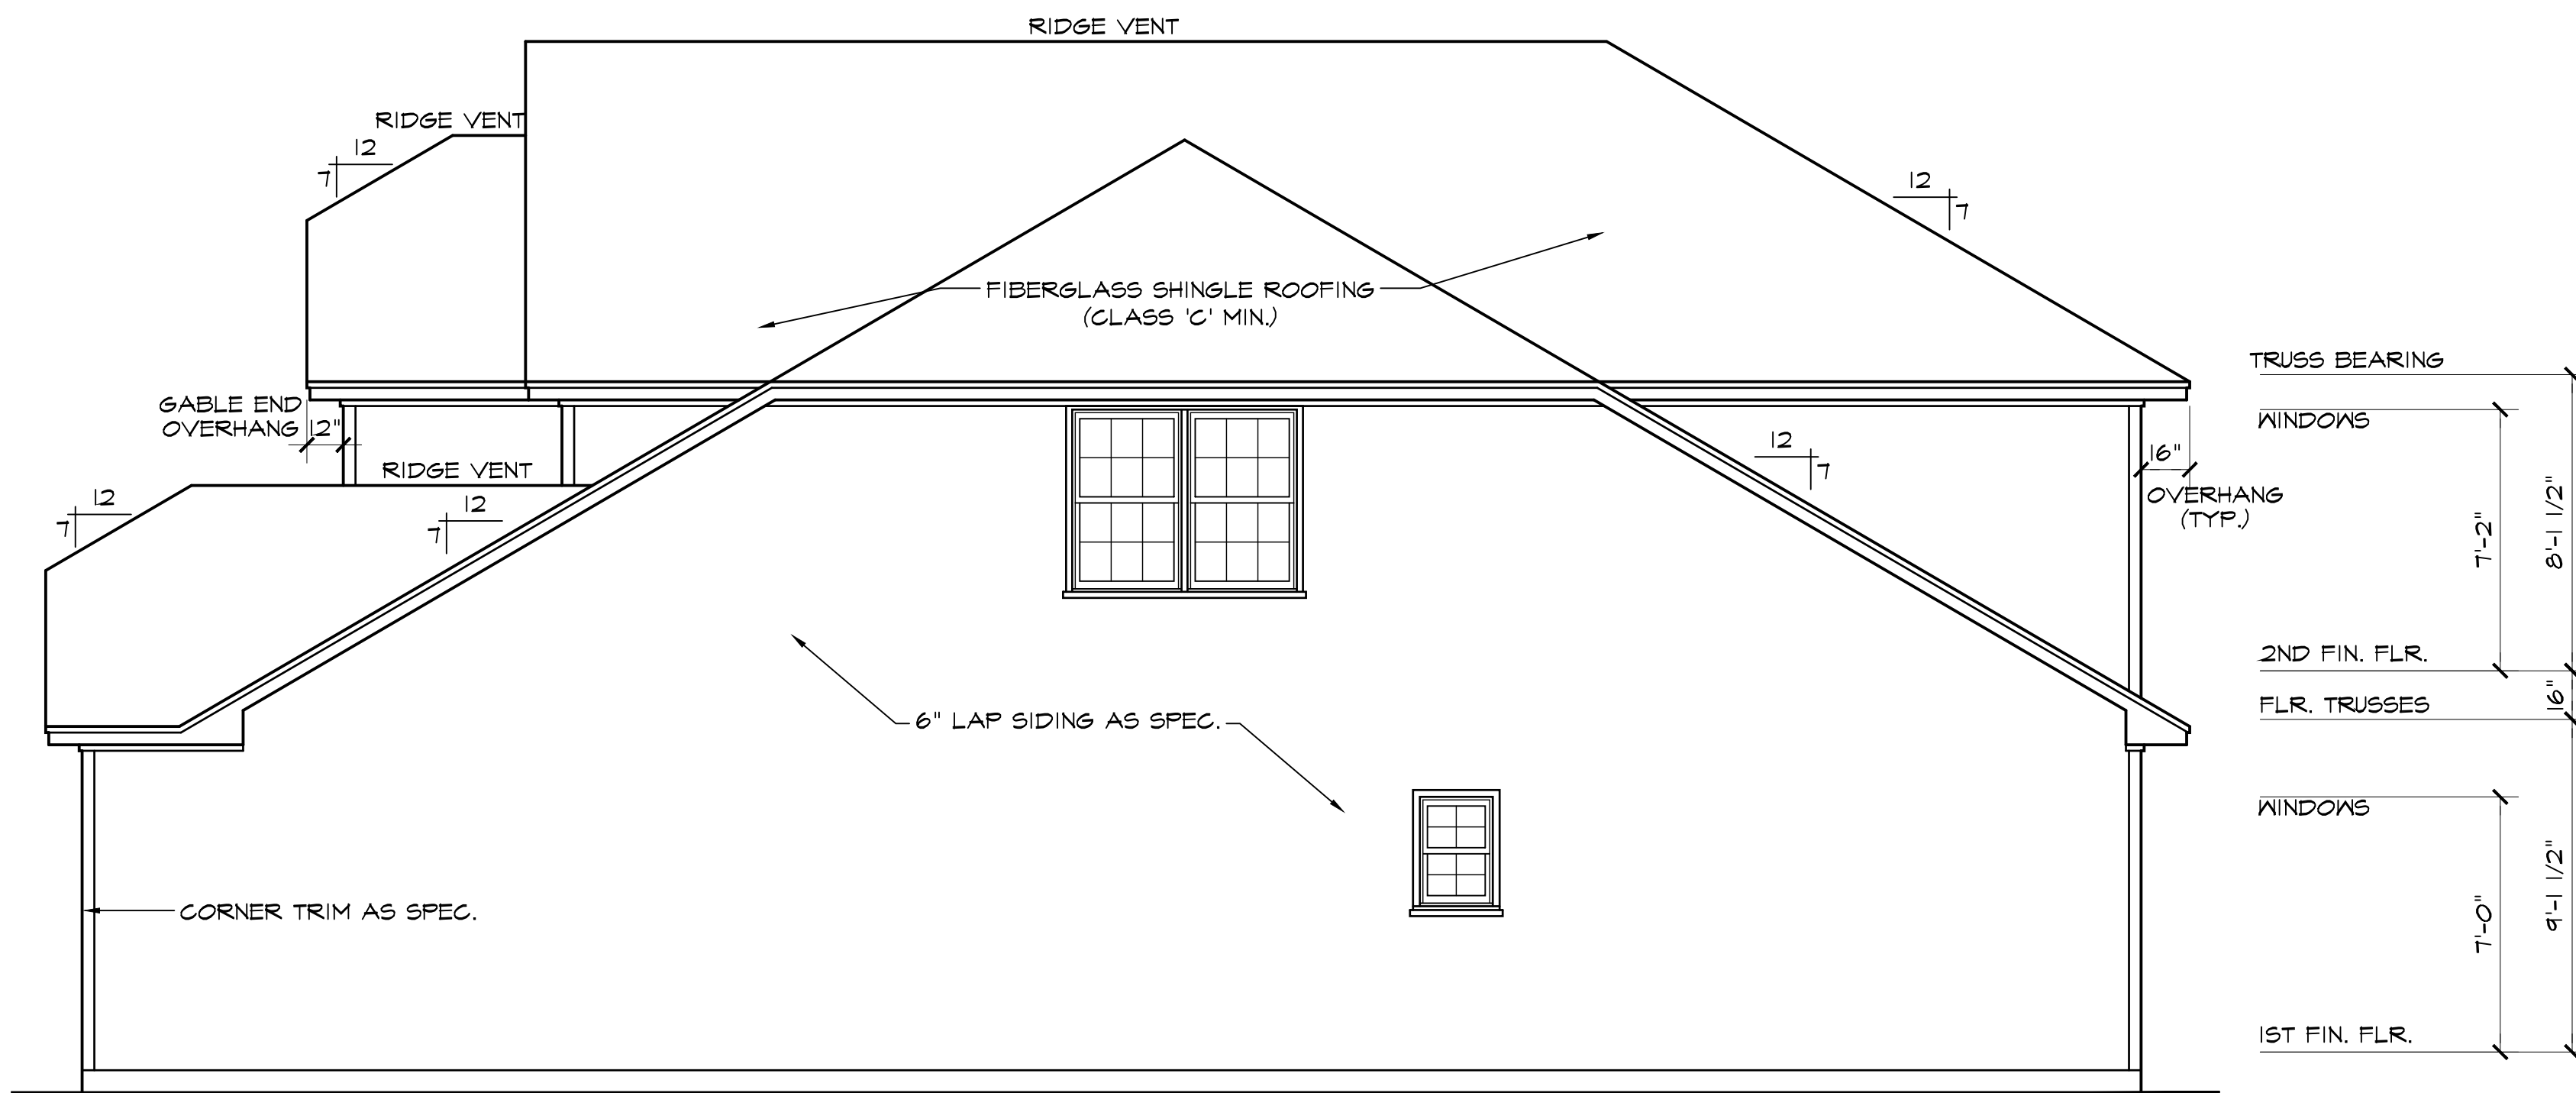 RIDGE VENT
RIDGE VENT
12
7
12
7
FIBERGLASS SHINGLE ROOFING
(CLASS 'C' MIN.)
TRUSS BEARING
GABLE END
OVERHANG 12"
WINDOWS
12
7
16"
OVERHANG
(TYP.)
RIDGE VENT
12
7
12
7
7'-2"
8'-1 1/2"
2ND FIN. FLR.
16"
FLR. TRUSSES
6" LAP SIDING AS SPEC.
WINDOWS
7'-0"
9'-1 1/2"
CORNER TRIM AS SPEC.
1ST FIN. FLR.